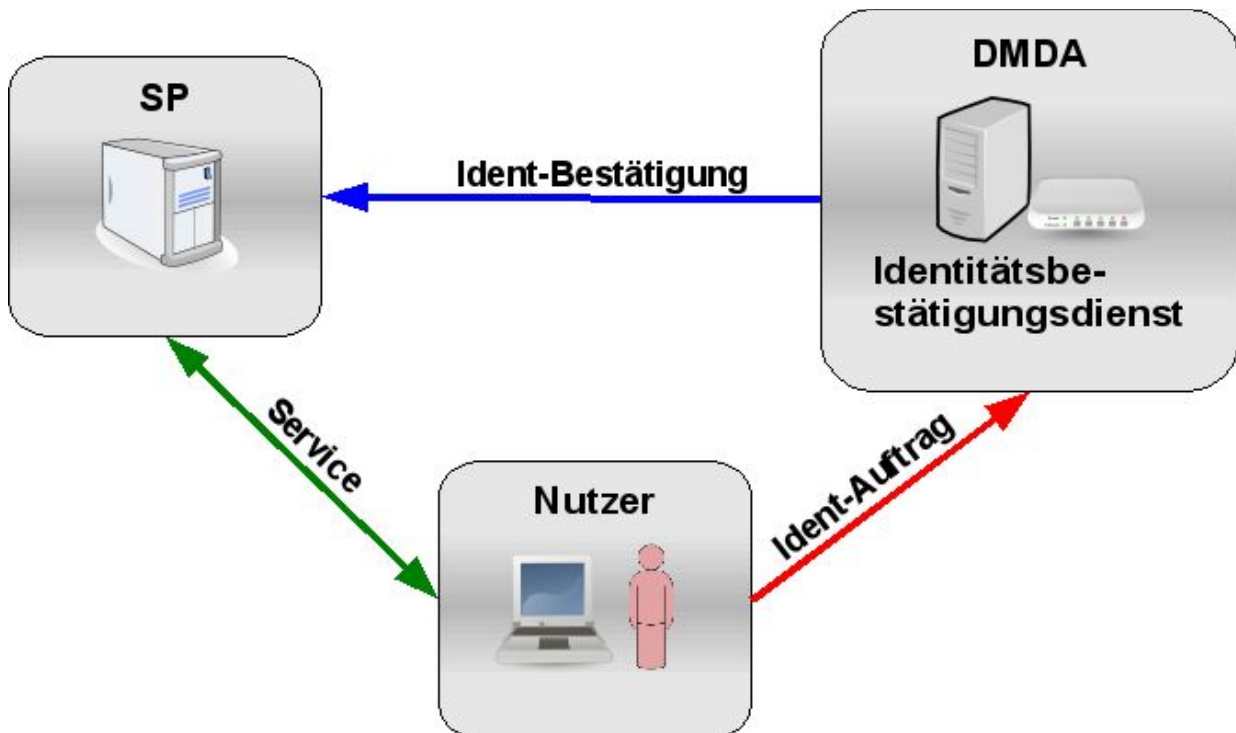 SP
DMDA
Ident-Bestätigung
Identitätsbe-
stätigungsdienst
Service
Ident-Auftrag
Nutzer